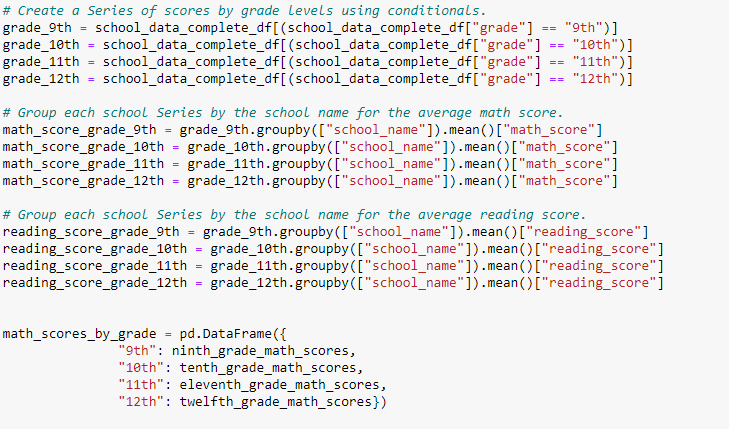 # Create a Series of scores by grade levels using conditionals.
grade_9th = school_data_complete_df[(school_data_complete_df["grade"] == "9th")]
grade_10th = school_data_complete_df[(school_data_complete_df["grade"] == "10th")]
grade_11th = school_data_complete_df[(school_data_complete_df["grade"] == "11th")]
grade_12th = school_data_complete_df[(school_data_complete_df["grade"] == "12th")]
# Group each school Series by the school name for the average math score.
math_score_grade_9th = grade_9th.groupby(["school_name"]).mean()["math_score"]
math_score_grade_10th = grade_10th.groupby(["school_name"]).mean()["math_score"]
math_score_grade_11th = grade_11th.groupby(["school_name"]).mean()["math_score"]
math_score_grade_12th = grade_12th.groupby(["school_name"]).mean()["math_score"]
# Group each school Series by the school name for the average reading score.
reading_score_grade_9th = grade_9th.groupby(["school_name"]).mean()["reading_score"]
reading_score_grade_10th = grade_10th.groupby(["school_name"]).mean()["reading_score"]
reading_score_grade_11th = grade_11th.groupby(["school_name"]).mean()["reading_score"]
reading_score_grade_12th = grade_12th.groupby(["school_name"]).mean()["reading_score"]
math_scores_by_grade = pd.DataFrame({
"9th": ninth_grade_math_scores,
"10th": tenth_grade_math_scores,
"11th": eleventh_grade_math_scores,
"12th": twelfth_grade_math_scores})